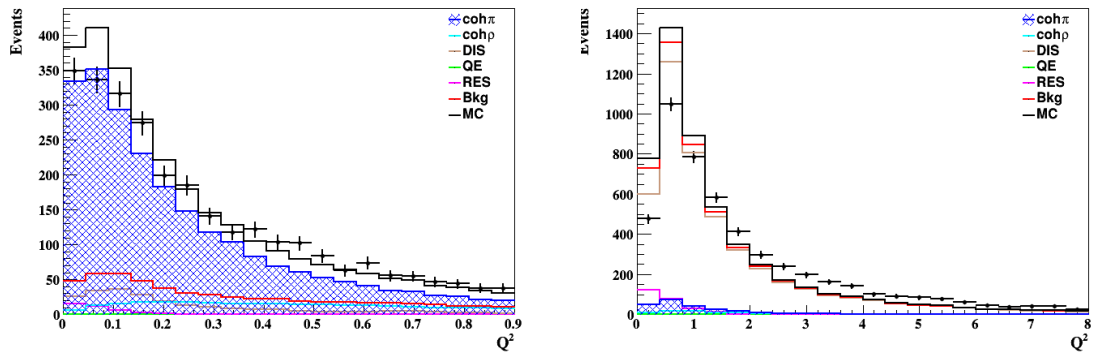 Events
400
350
300
250
200
150
100
50
0
0 0.1 0.2 0.3 0.4 0.5 0.6 0.7 0.8 0.9
Q²
cohπ
cohρ
DIS
QE
RES
Bkg
MC
Events
1400
1200
1000
800
600
400
200
0
0 1 2 3 4 5 6 7 8
Q²
cohπ
cohρ
DIS
QE
RES
Bkg
MC